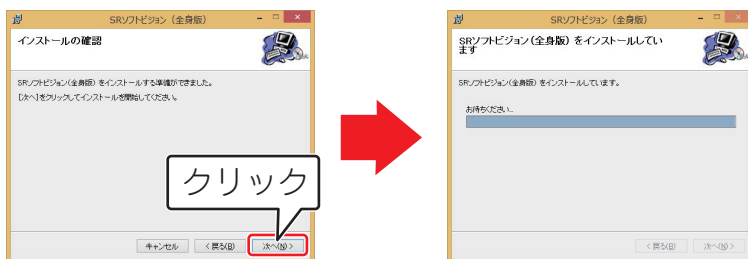 SRソフトビジョン（全身版）
インストールの確認
SRソフトビジョン(全身版) をインストールする準備ができました。
[次へ]をクリックしてインストールを開始してください。
クリック
キャンセル
< 戻る(B)
次へ(N) >
SRソフトビジョン（全身版）
SRソフトビジョン(全身版) をインストールしてい
ます
SRソフトビジョン(全身版) をインストールしています。
お待ちください...
< 戻る(B)
次へ(N) >